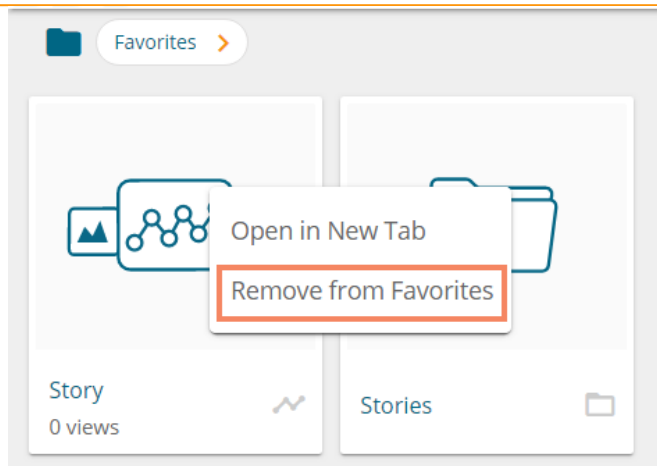 Favorites
Open in New Tab
Remove from Favorites
Story
0 views
Stories